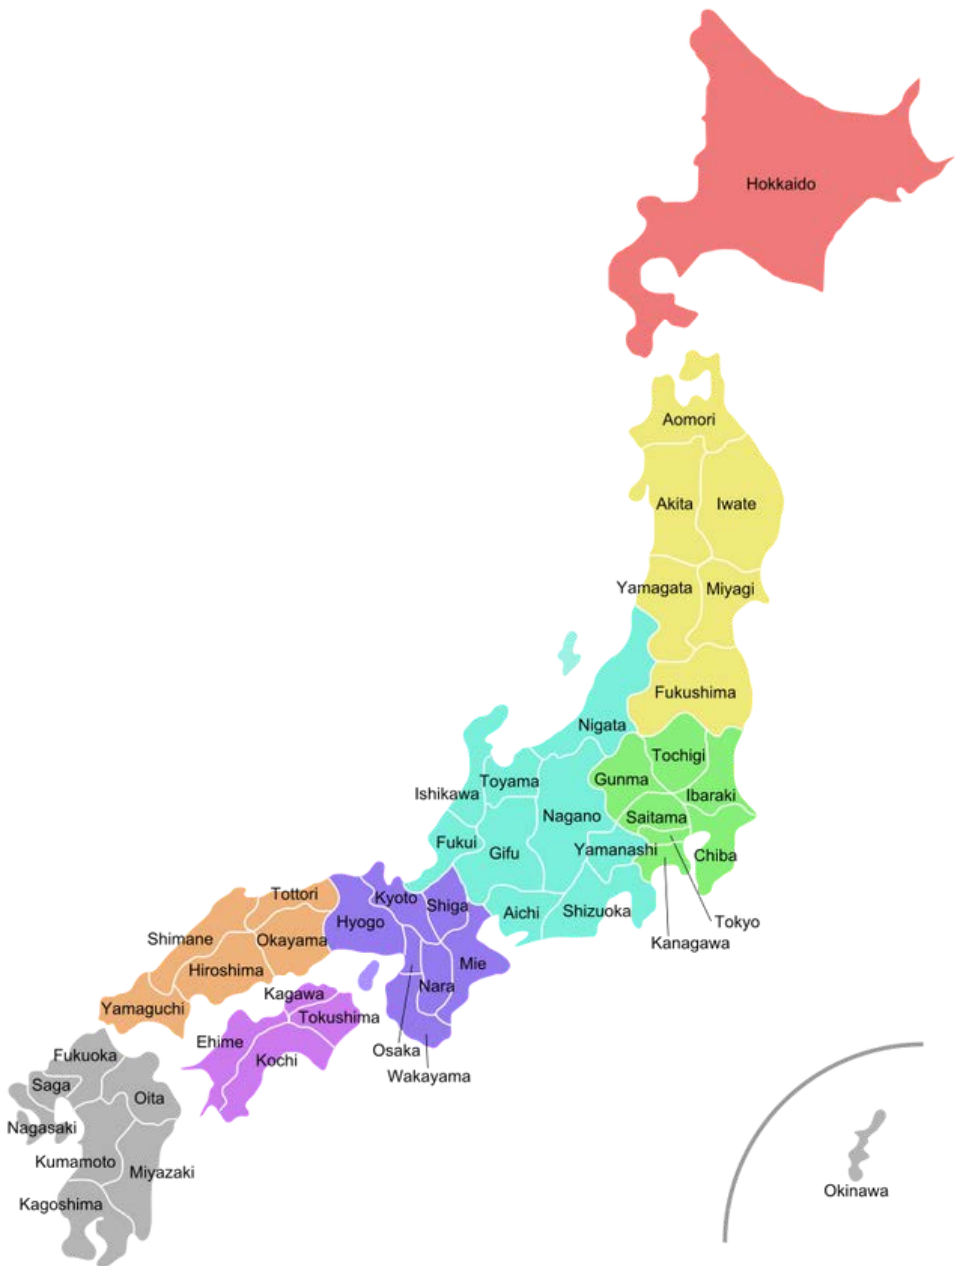 Hokkaido
Aomori
Akita
Iwate
Yamagata
Miyagi
Fukushima
Nigata
Tochigi
Gunma
Toyama
Ishikawa
Ibaraki
Nagano
Saitama
Fukui
Gifu
Yamanashi
Chiba
Tottori
Kyoto
Shiga
Hyogo
Aichi
Shizuoka
Tokyo
Shimane
Okayama
Kanagawa
Hiroshima
Mie
Nara
Kagawa
Yamaguchi
Tokushima
Ehime
Osaka
Fukuoka
Kochi
Wakayama
Saga
Oita
Nagasaki
Kumamoto
Miyazaki
Okinawa
Kagoshima